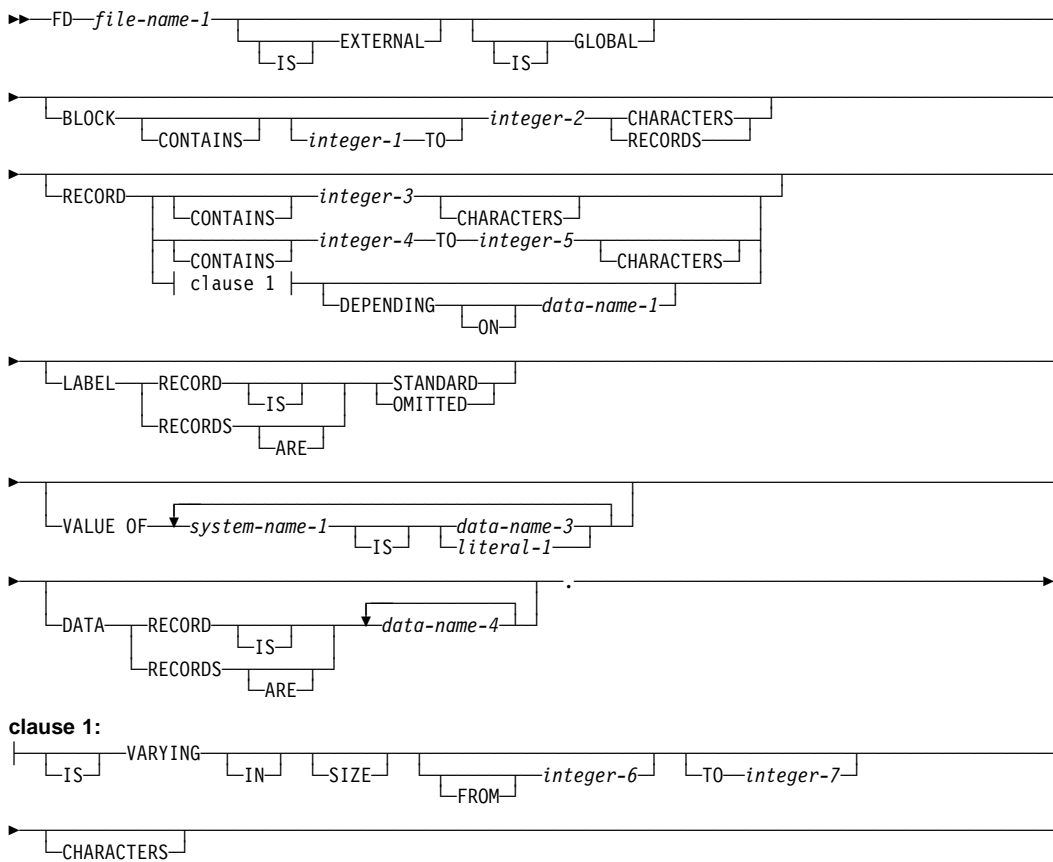 FD file-name-1 EXTERNAL GLOBAL
IS IS
BLOCK integer-2 CHARACTERS
CONTAINS integer-1 TO RECORDS
RECORD integer-3
CONTAINS CHARACTERS
integer-4 TO integer-5
CONTAINS CHARACTERS
clause 1
DEPENDING data-name-1
ON
LABEL RECORD STANDARD
IS OMITTED
RECORDS
ARE
VALUE OF system-name-1 data-name-3
IS literal-1
DATA RECORD data-name-4 .
IS
RECORDS
ARE
clause 1:
VARYING integer-6
IS IN SIZE FROM TO integer-7
CHARACTERS